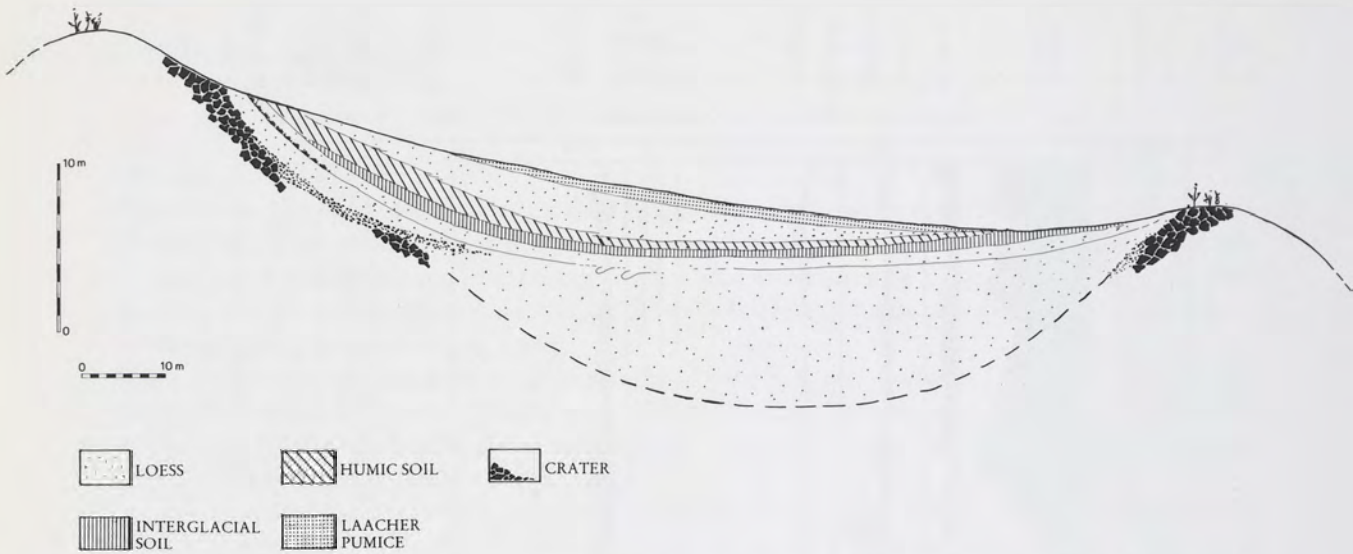 10 m
0
0 10 m
LOESS
HUMIC SOIL
CRATER
INTERGLACIAL
SOIL
LAACHER
PUMICE